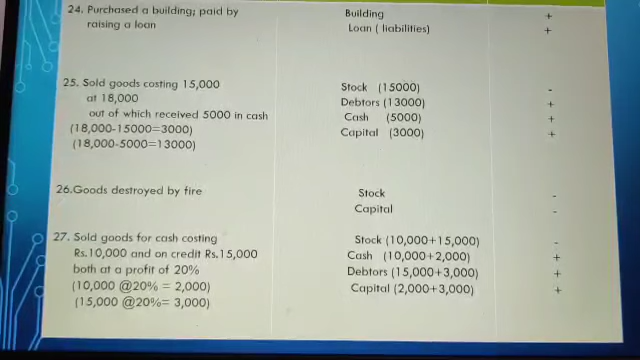 24. Purchased a building; paid by Building +
raising a loan Loan ( liabilities) +
25. Sold goods costing 15,000 Stock (15000) -
at 18,000 Debtors (13000) +
out of which received 5000 in cash Cash (5000) +
(18,000-15000=3000) Capital (3000) +
(18,000-5000=13000)
26.Goods destroyed by fire Stock -
Capital -
27. Sold goods for cash costing Stock (10,000+15,000) -
Rs.10,000 and on credit Rs.15,000 Cash (10,000+2,000) +
both at a profit of 20% Debtors (15,000+3,000) +
(10,000 @20% = 2,000) Capital (2,000+3,000) +
(15,000 @20%= 3,000)